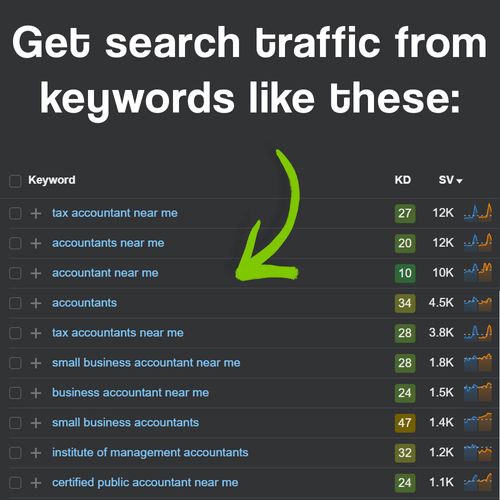 Get search traffic from
keywords like these:
Keyword KD SV
tax accountant near me 27 12K
accountants near me 20 12K
accountant near me 10 10K
accountants 34 4.5K
tax accountants near me 28 3.8K
small business accountant near me 28 1.8K
business accountant near me 24 1.5K
small business accountants 47 1.4K
institute of management accountants 32 1.2K
certified public accountant near me 24 1.1K